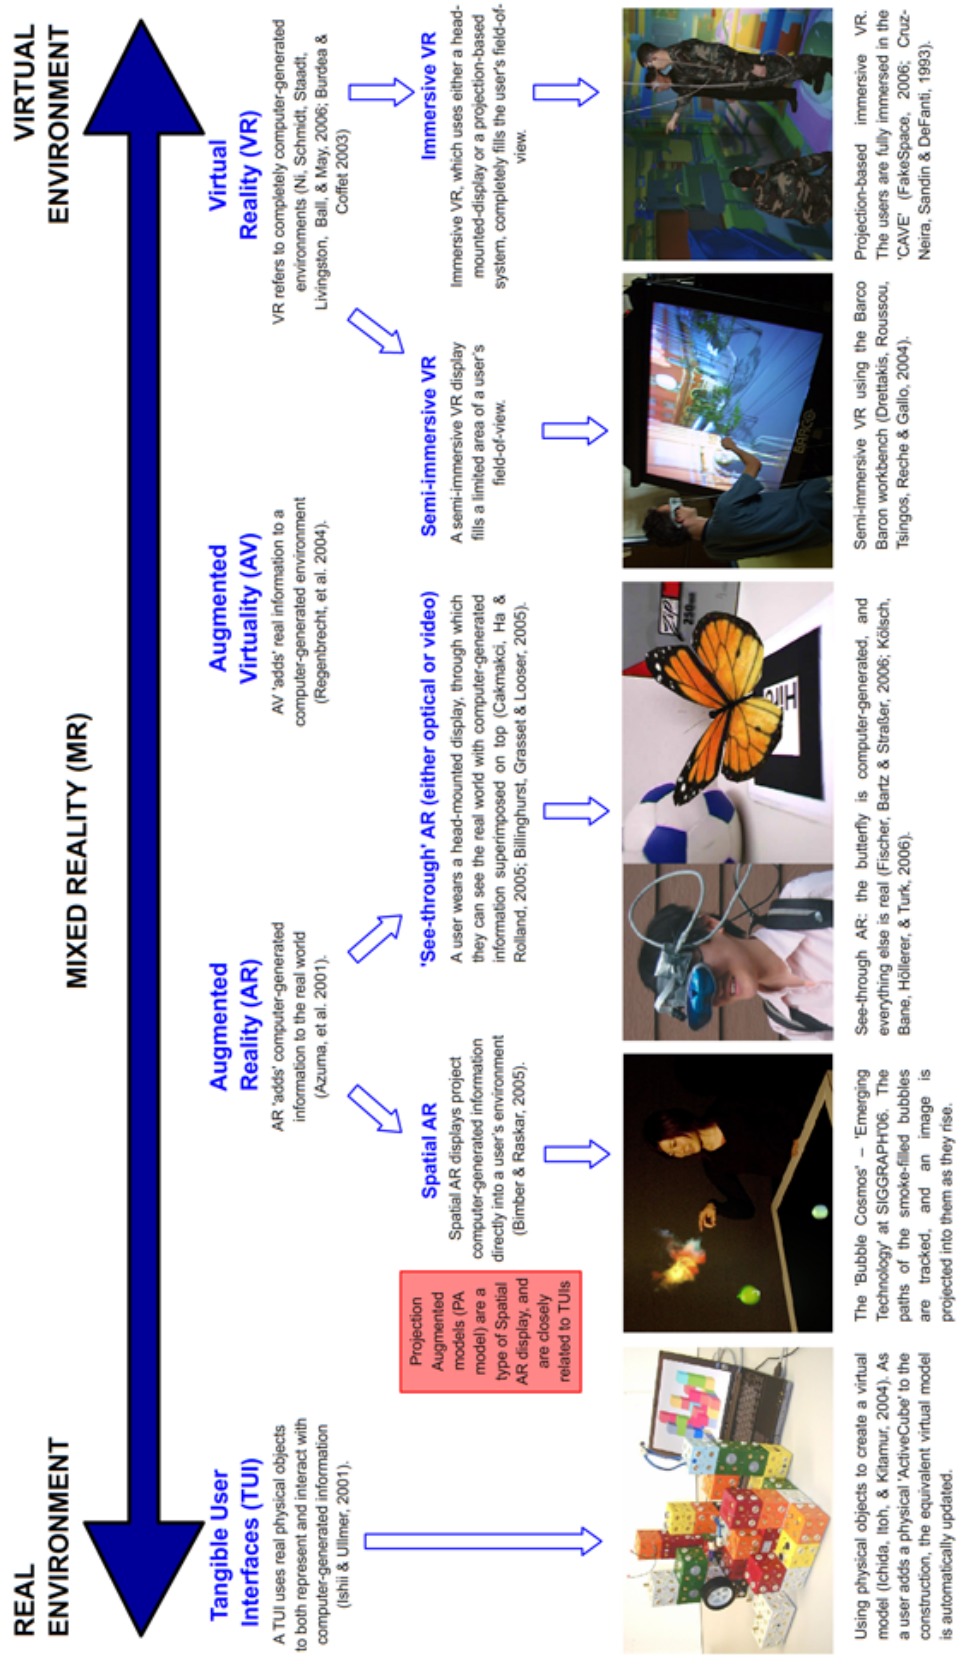 REAL
ENVIRONMENT
MIXED REALITY (MR)
VIRTUAL
ENVIRONMENT
Tangible User
Interfaces (TUI)
A TUI uses real physical objects
to both represent and interact with
computer-generated information
(Ishii & Ullmer, 2001).
Augmented
Reality (AR)
AR 'adds' computer-generated
information to the real world
(Azuma, et al. 2001).
Augmented
Virtuality (AV)
AV 'adds' real information to a
computer-generated environment
(Regenbrecht, et al. 2004).
Virtual
Reality (VR)
VR refers to completely computer-generated
environments (Ni, Schmidt, Staadt,
Livingston, Ball, & May, 2006; Burdea &
Coffet 2003)
Projection
Augmented
models (PA
model) are a
type of Spatial
AR display, and
are closely
related to TUIs
Spatial AR
Spatial AR displays project
computer-generated information
directly into a user's environment
(Bimber & Raskar, 2005).
'See-through' AR (either optical or video)
A user wears a head-mounted display, through which
they can see the real world with computer-generated
information superimposed on top (Cakmakci, Ha &
Rolland, 2005; Billinghurst, Grasset & Looser, 2005).
Semi-immersive VR
A semi-immersive VR display
fills a limited area of a user's
field-of-view.
Immersive VR
Immersive VR, which uses either a head-
mounted-display or a projection-based
system, completely fills the user's field-of-
view.
ZIP
250
BARCO
Using physical objects to create a virtual
model (Ichida, Itoh, & Kitamur, 2004). As
a user adds a physical 'ActiveCube' to the
construction, the equivalent virtual model
is automatically updated.
The 'Bubble Cosmos' – 'Emerging
Technology' at SIGGRAPH'06. The
paths of the smoke-filled bubbles
are tracked, and an image is
projected into them as they rise.
See-through AR: the butterfly is computer-generated, and
everything else is real (Fischer, Bartz & Straßer, 2006; Kölsch,
Bane, Höllerer, & Turk, 2006).
Semi-immersive VR using the Barco
Baron workbench (Drettakis, Roussou,
Tsingos, Reche & Gallo, 2004).
Projection-based immersive VR.
The users are fully immersed in the
'CAVE' (FakeSpace, 2006; Cruz-
Neira, Sandin & DeFanti, 1993).